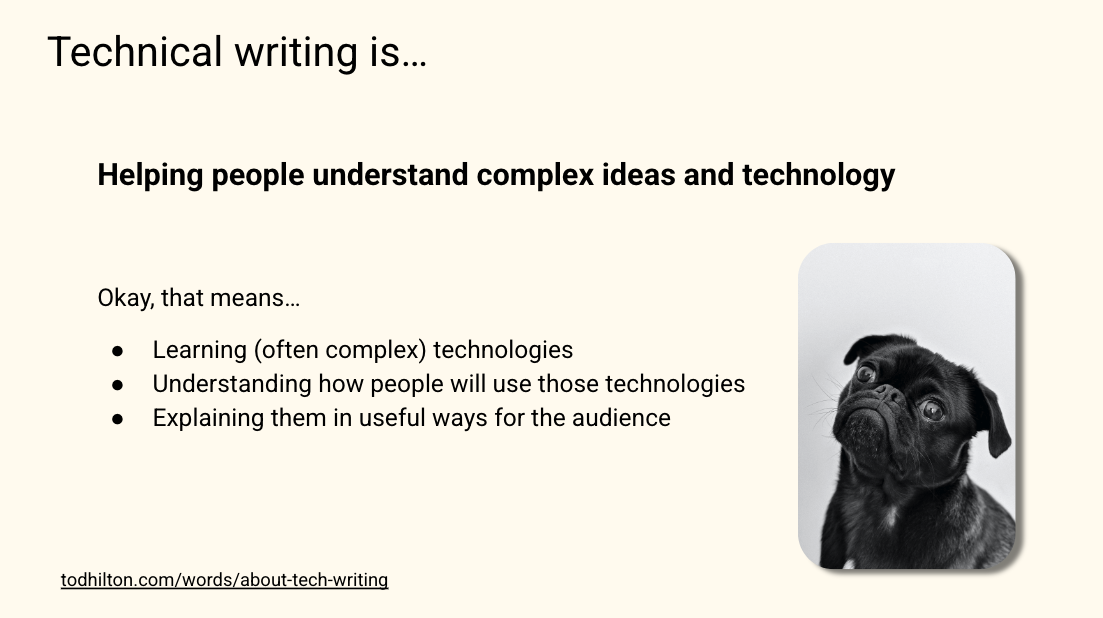 Technical writing is…
Helping people understand complex ideas and technology
Okay, that means…
● Learning (often complex) technologies
● Understanding how people will use those technologies
● Explaining them in useful ways for the audience
todhilton.com/words/about-tech-writing